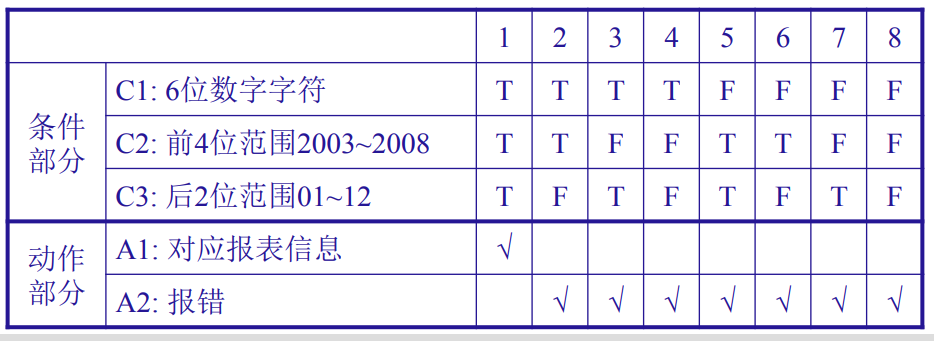 1 2 3 4 5 6 7 8
条件部分
C1: 6位数字字符 T T T T F F F F
C2: 前4位范围2003~2008 T T F F T T F F
C3: 后2位范围01~12 T F T F T F T F
动作部分
A1: 对应报表信息 √
A2: 报错 √ √ √ √ √ √ √